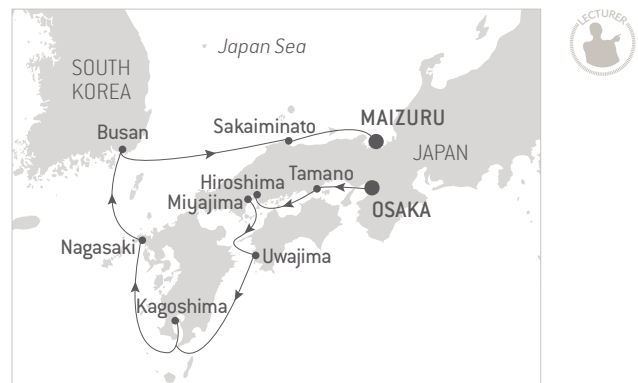 LECTURER
Japan Sea
SOUTH
KOREA
Busan
Sakaiminato
MAIZURU
JAPAN
Hiroshima
Tamano
Miyajima
OSAKA
Nagasaki
Uwajima
Kagoshima